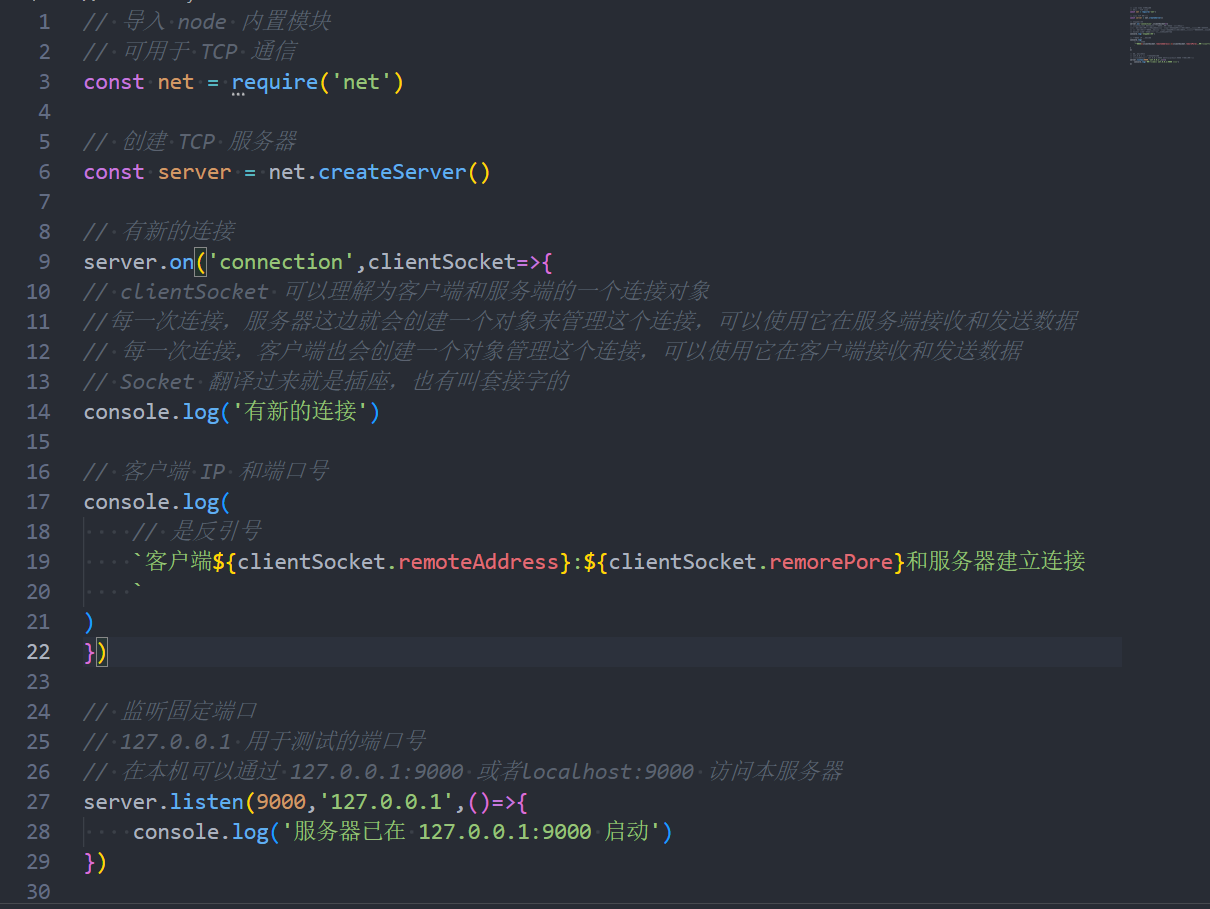 1 // 导入 node 内置模块
2 // 可用于 TCP 通信
3 const net = require('net')
4
5 // 创建 TCP 服务器
6 const server = net.createServer()
7
8 // 有新的连接
9 server.on('connection',clientSocket=>{
10 // clientSocket 可以理解为客户端和服务端的一个连接对象
11 //每一次连接，服务器这边就会创建一个对象来管理这个连接，可以使用它在服务端接收和发送数据
12 // 每一次连接，客户端也会创建一个对象管理这个连接，可以使用它在客户端接收和发送数据
13 // Socket 翻译过来就是插座，也有叫套接字的
14 console.log('有新的连接')
15
16 // 客户端 IP 和端口号
17 console.log(
18     // 是反引号
19     `客户端${clientSocket.remoteAddress}:${clientSocket.remorePore}和服务器建立连接
20     `
21 )
22 })
23
24 // 监听固定端口
25 // 127.0.0.1 用于测试的端口号
26 // 在本机可以通过 127.0.0.1:9000 或者localhost:9000 访问本服务器
27 server.listen(9000,'127.0.0.1',()=>{
28     console.log('服务器已在 127.0.0.1:9000 启动')
29 })
30